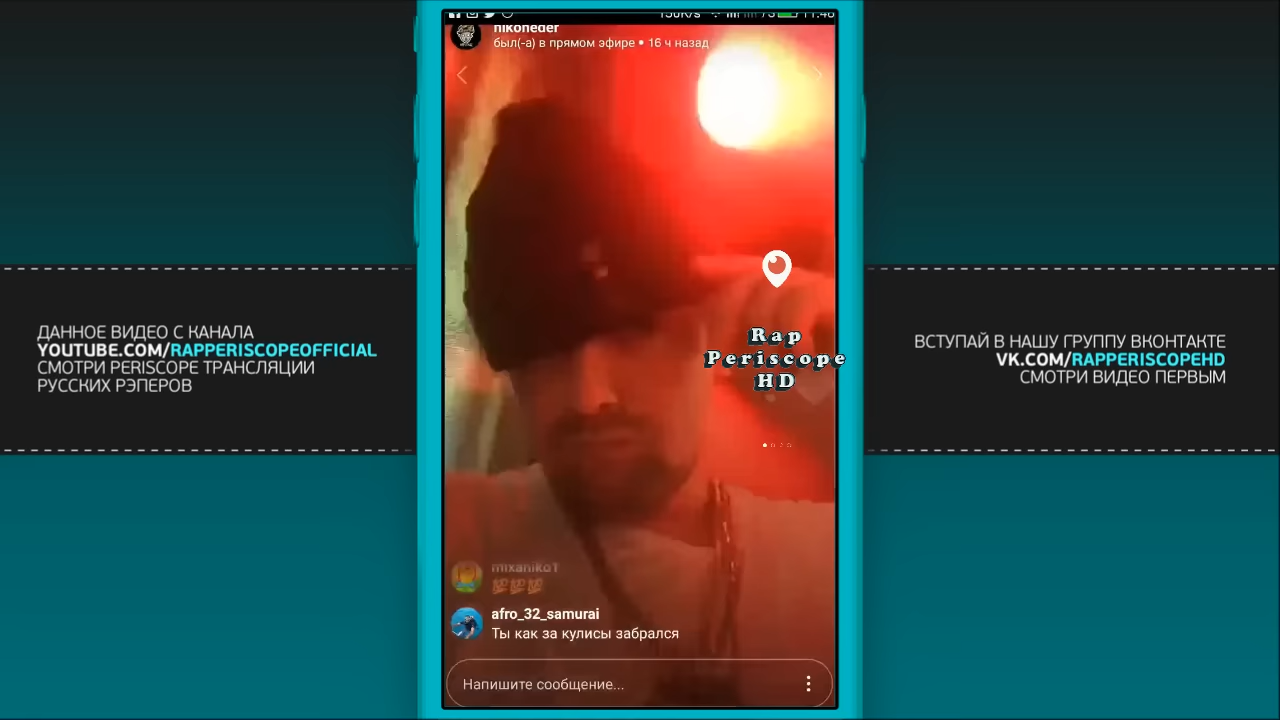 nikoneder
был(-а) в прямом эфире • 16 ч назад
ДАННОЕ ВИДЕО С КАНАЛА
YOUTUBE.COM/RAPPERISCOPEOFFICIAL
СМОТРИ PERISCOPE ТРАНСЛЯЦИИ
РУССКИХ РЭПЕРОВ
Rap
Periscope
HD
ВСТУПАЙ В НАШУ ГРУППУ ВКОНТАКТЕ
VK.COM/RAPPERISCOPEHD
СМОТРИ ВИДЕО ПЕРВЫМ
mixaniko1
💯💯💯
afro_32_samurai
Ты как за кулисы забрался
Напишите сообщение...